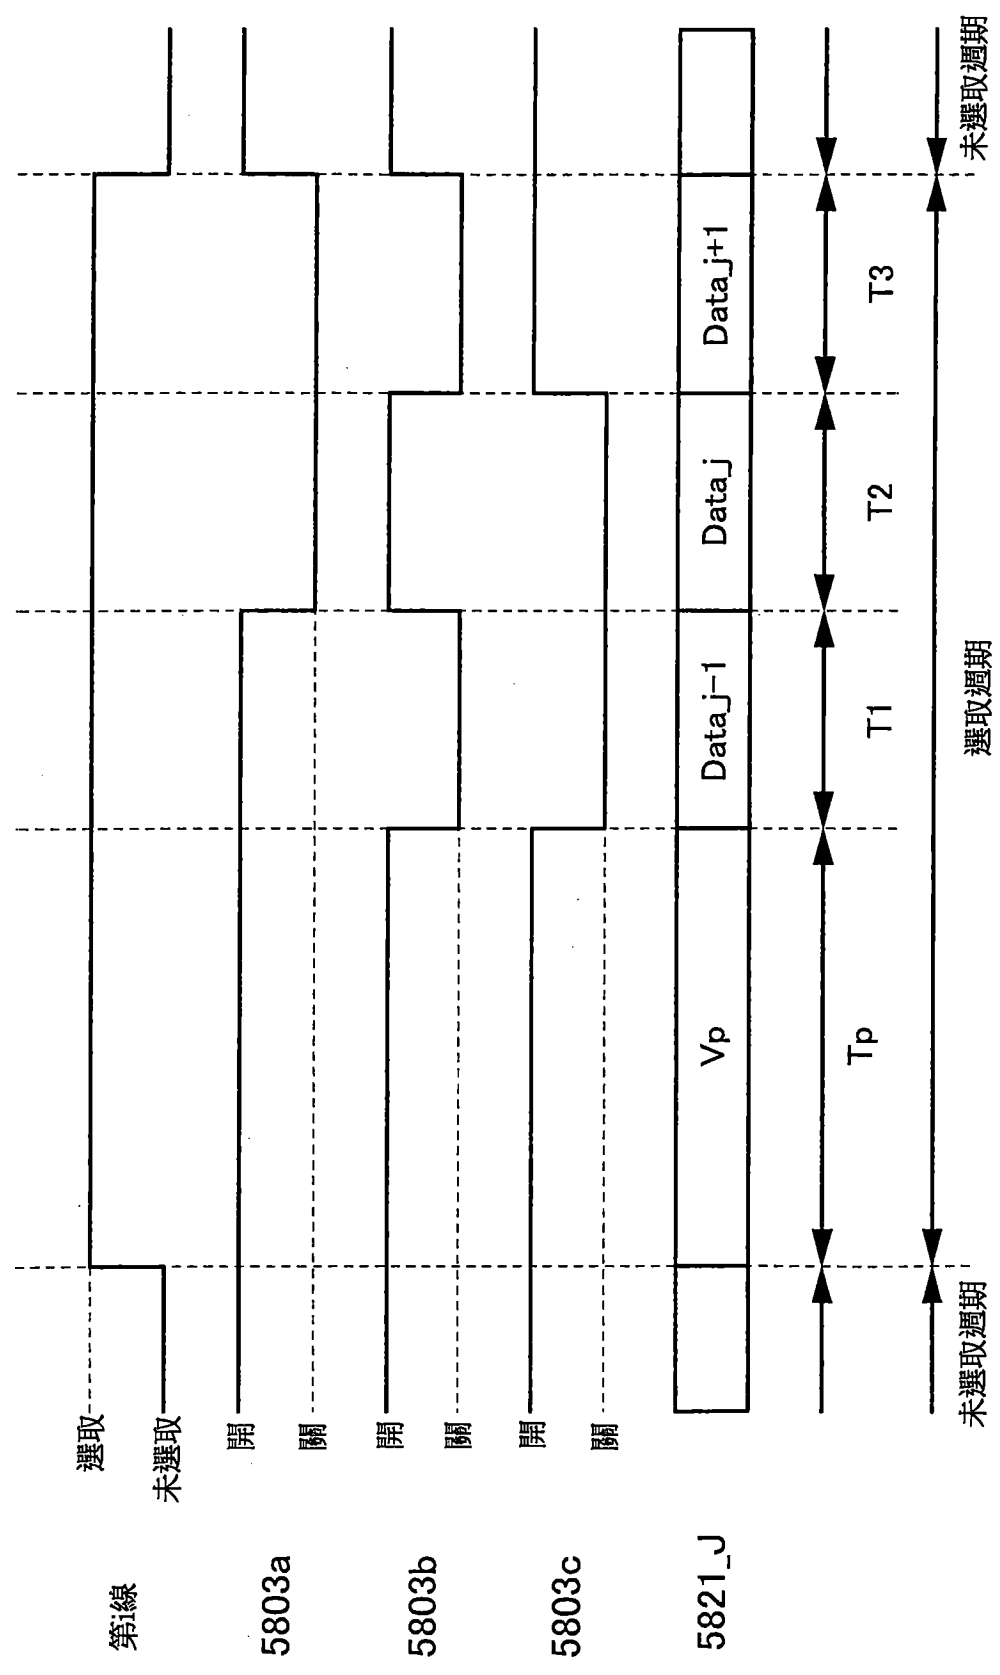 第i線
選取
未選取
5803a
開
關
5803b
開
關
5803c
開
關
5821_J
Vp
Data_j−1
Data_j
Data_j+1
Tp
T1
T2
T3
未選取週期
選取週期
未選取週期